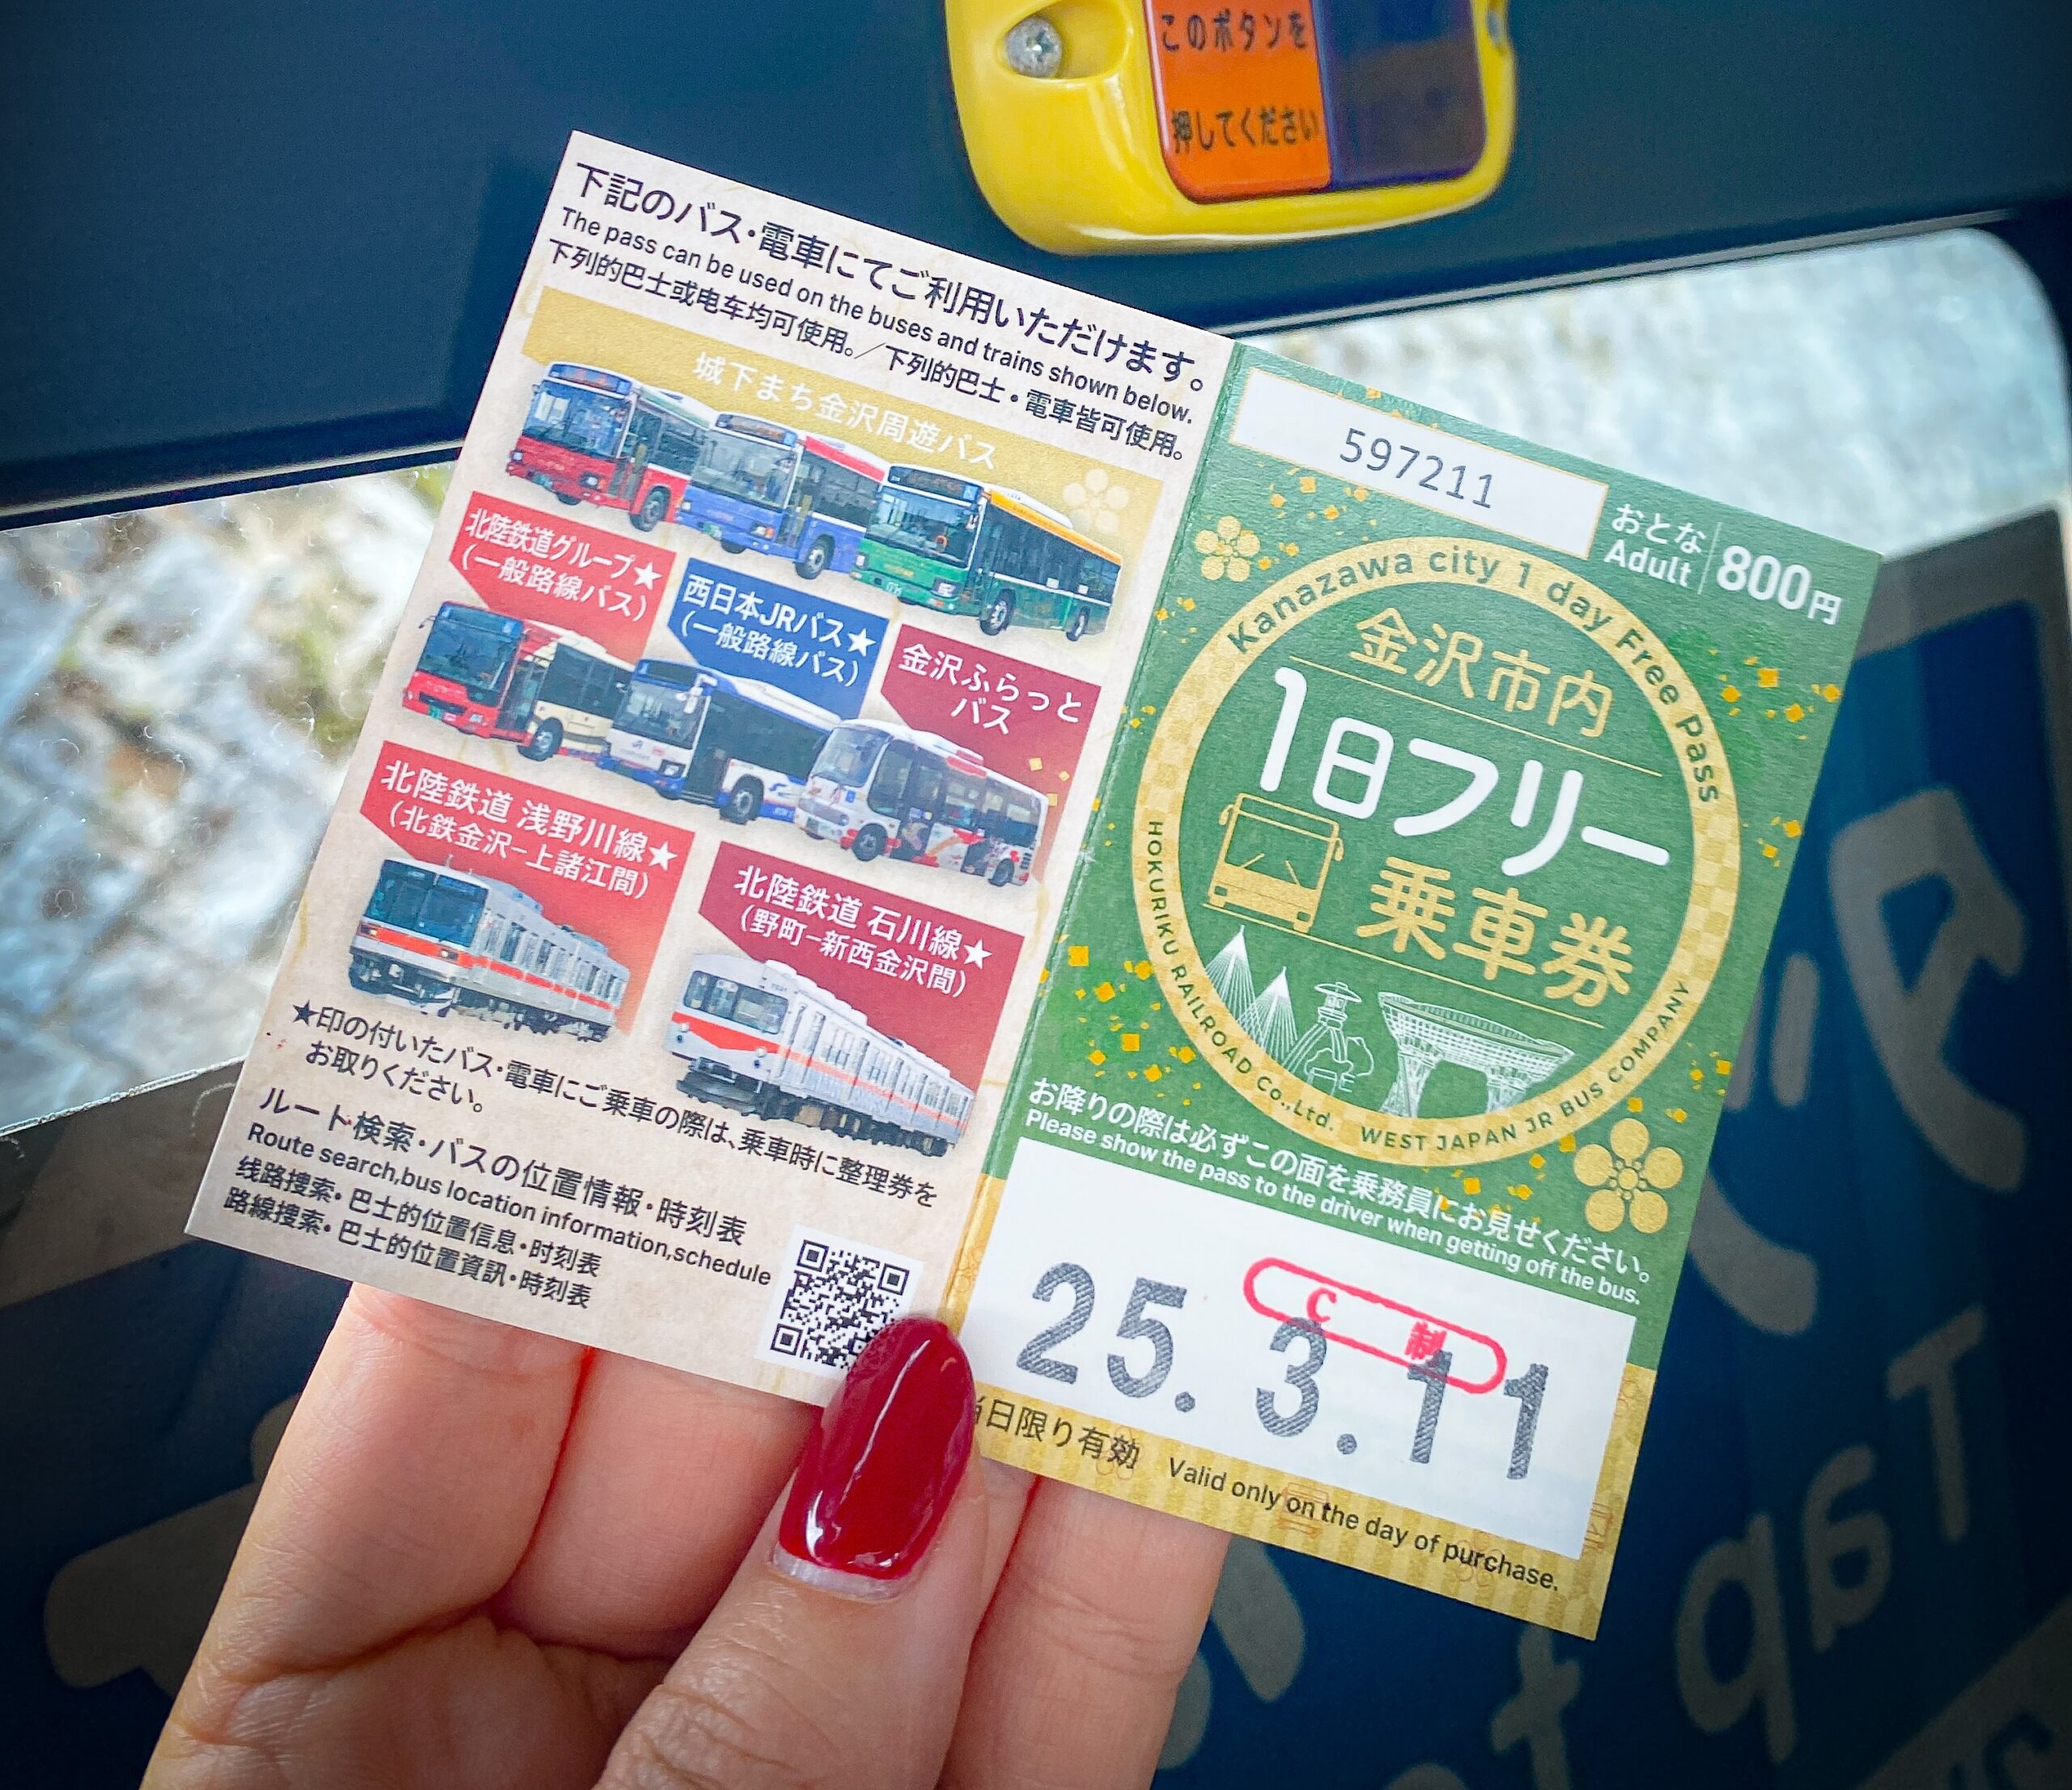 このボタンを
押してください
下記のバス・電車にてご利用いただけます。
The pass can be used on the buses and trains shown below.
下列的巴士或电车均可使用。／下列的巴士・電車皆可使用。
城下まち金沢周遊バス
北陸鉄道グループ★
(一般路線バス)
西日本JRバス★
(一般路線バス)
金沢ふらっと
バス
北陸鉄道 浅野川線★
(北鉄金沢−上諸江間)
北陸鉄道 石川線★
(野町−新西金沢間)
★印の付いたバス・電車にご乗車の際は、乗車時に整理券を
お取りください。
ルート検索・バスの位置情報・時刻表
Route search,bus location information,schedule
线路搜索・巴士的位置信息・时刻表
路線捜索・巴士的位置資訊・時刻表
597211
おとな
Adult
800円
Kanazawa city 1 day Free Pass
金沢市内
1日フリー
乗車券
HOKURIKU RAILROAD Co.,Ltd. WEST JAPAN JR BUS COMPANY
お降りの際は必ずこの面を乗務員にお見せください。
Please show the pass to the driver when getting off the bus.
C 制
25.3.11
日限り有効 Valid only on the day of purchase.